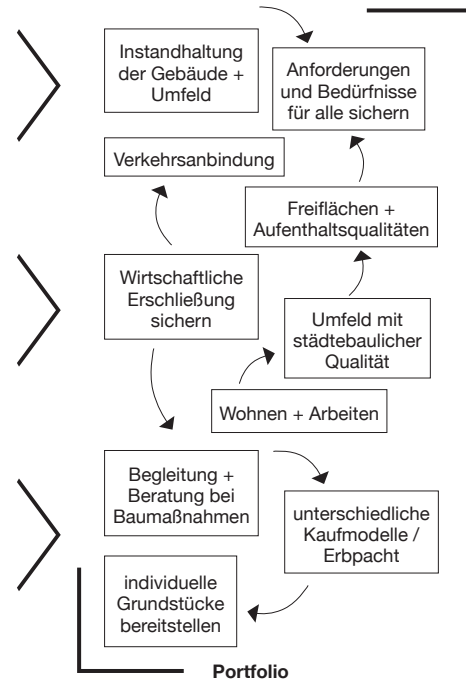 Instandhaltung
der Gebäude +
Umfeld
Anforderungen
und Bedürfnisse
für alle sichern
Verkehrsanbindung
Freiflächen +
Aufenthaltsqualitäten
Wirtschaftliche
Erschließung
sichern
Umfeld mit
städtebaulicher
Qualität
Wohnen + Arbeiten
Begleitung +
Beratung bei
Baumaßnahmen
unterschiedliche
Kaufmodelle /
Erbpacht
individuelle
Grundstücke
bereitstellen
Portfolio